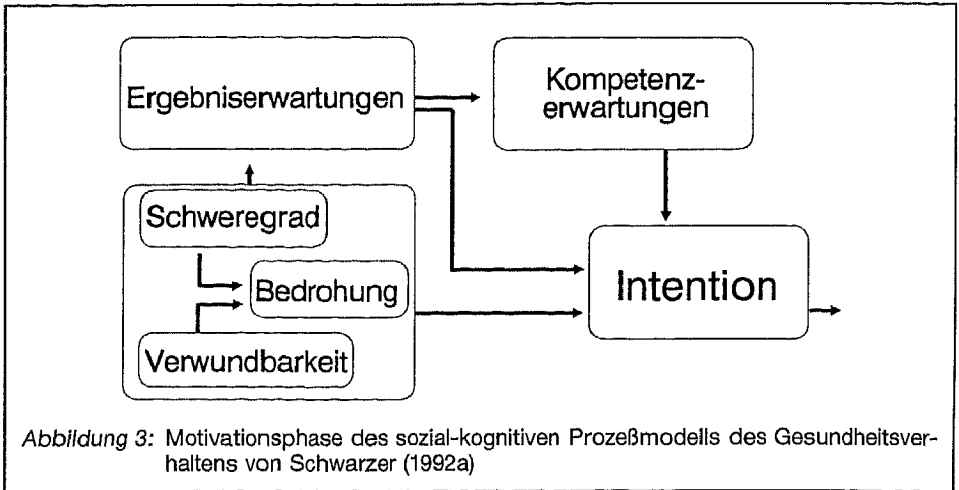 Ergebniserwartungen
Kompetenz-
erwartungen
Schweregrad
Bedrohung
Verwundbarkeit
Intention
Abbildung 3: Motivationsphase des sozial-kognitiven Prozeßmodells des Gesundheitsver-
haltens von Schwarzer (1992a)